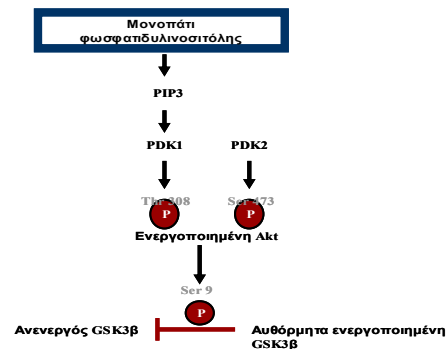 Μονοπάτι
φωσφατιδυλινοσιτόλης
PIP3
PDK1 PDK2
Thr 308 Ser 473
P P
Ενεργοποιημένη Akt
Ser 9
P
Ανενεργός GSK3β Αυθόρμητα ενεργοποιημένη
GSK3β